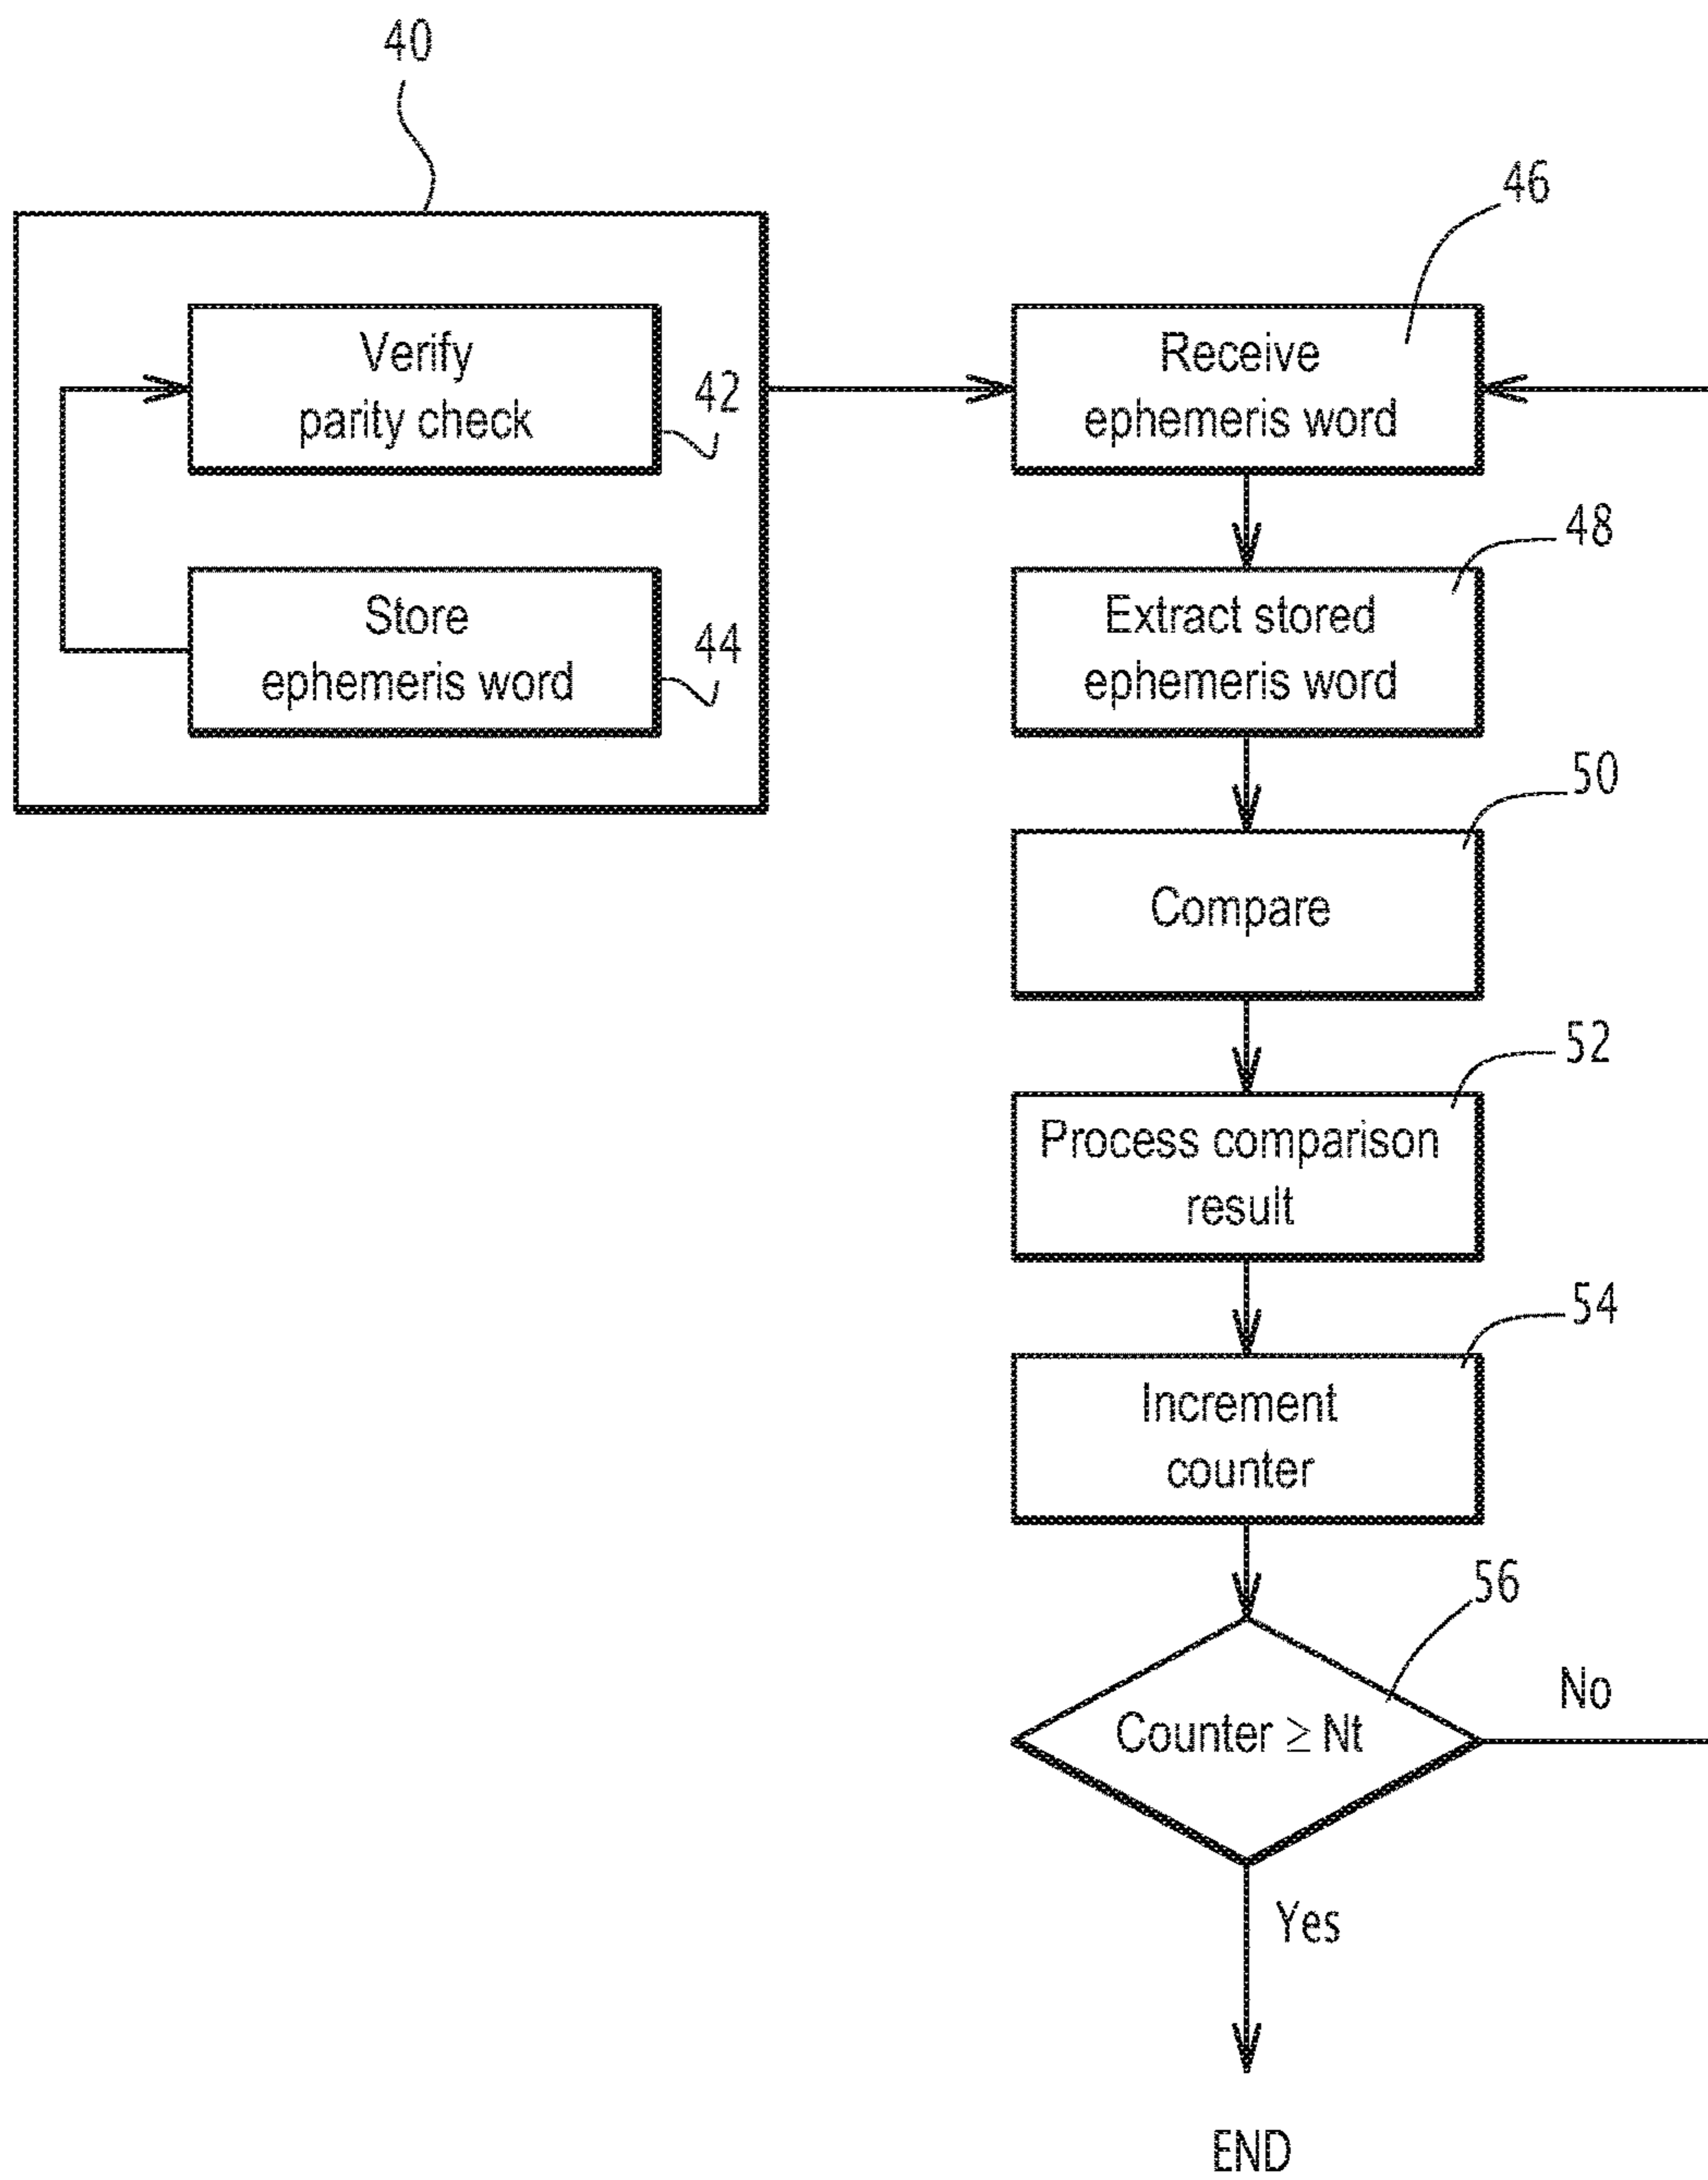 40
46
Verify
parity check
42
Receive
ephemeris word
48
Store
ephemeris word
44
Extract stored
ephemeris word
50
Compare
52
Process comparison
result
54
Increment
counter
56
Counter ≥ Nt
No
Yes
END